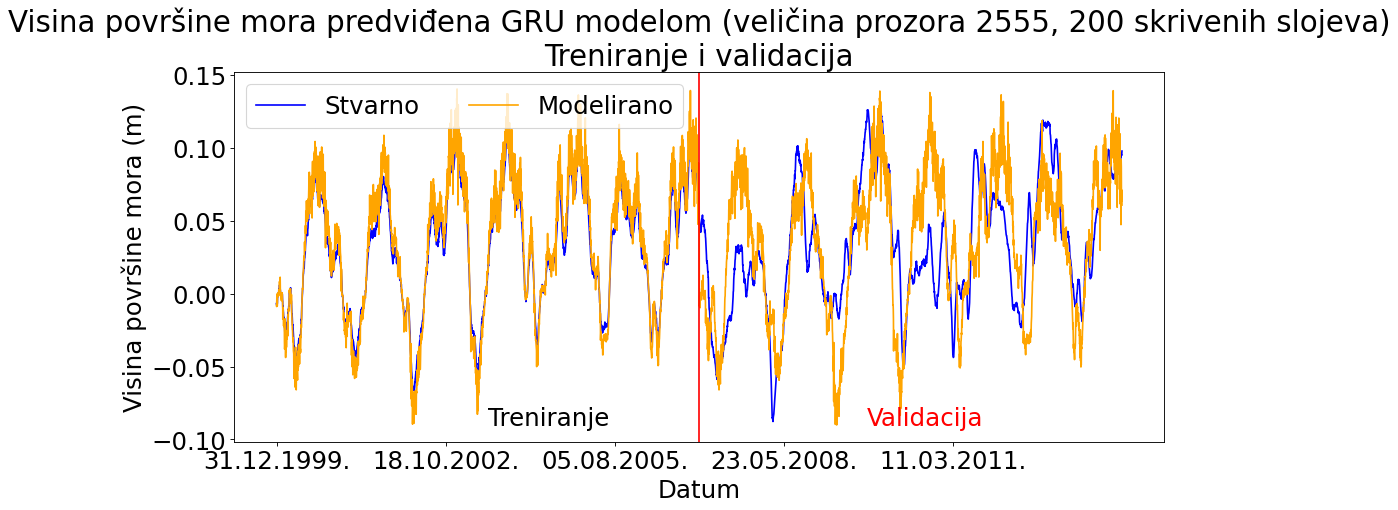 Visina površine mora predviđena GRU modelom (veličina prozora 2555, 200 skrivenih slojeva)
Treniranje i validacija
Visina površine mora (m)
0.15
0.10
0.05
0.00
−0.05
−0.10
Stvarno
Modelirano
Treniranje
Validacija
31.12.1999.
18.10.2002.
05.08.2005.
23.05.2008.
11.03.2011.
Datum